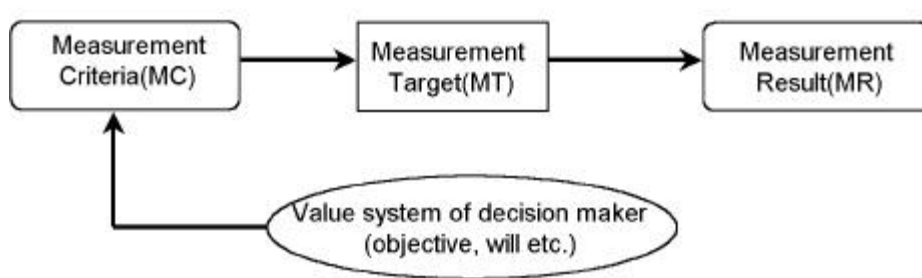 Measurement
Criteria(MC)
Measurement
Target(MT)
Measurement
Result(MR)
Value system of decision maker
(objective, will etc.)